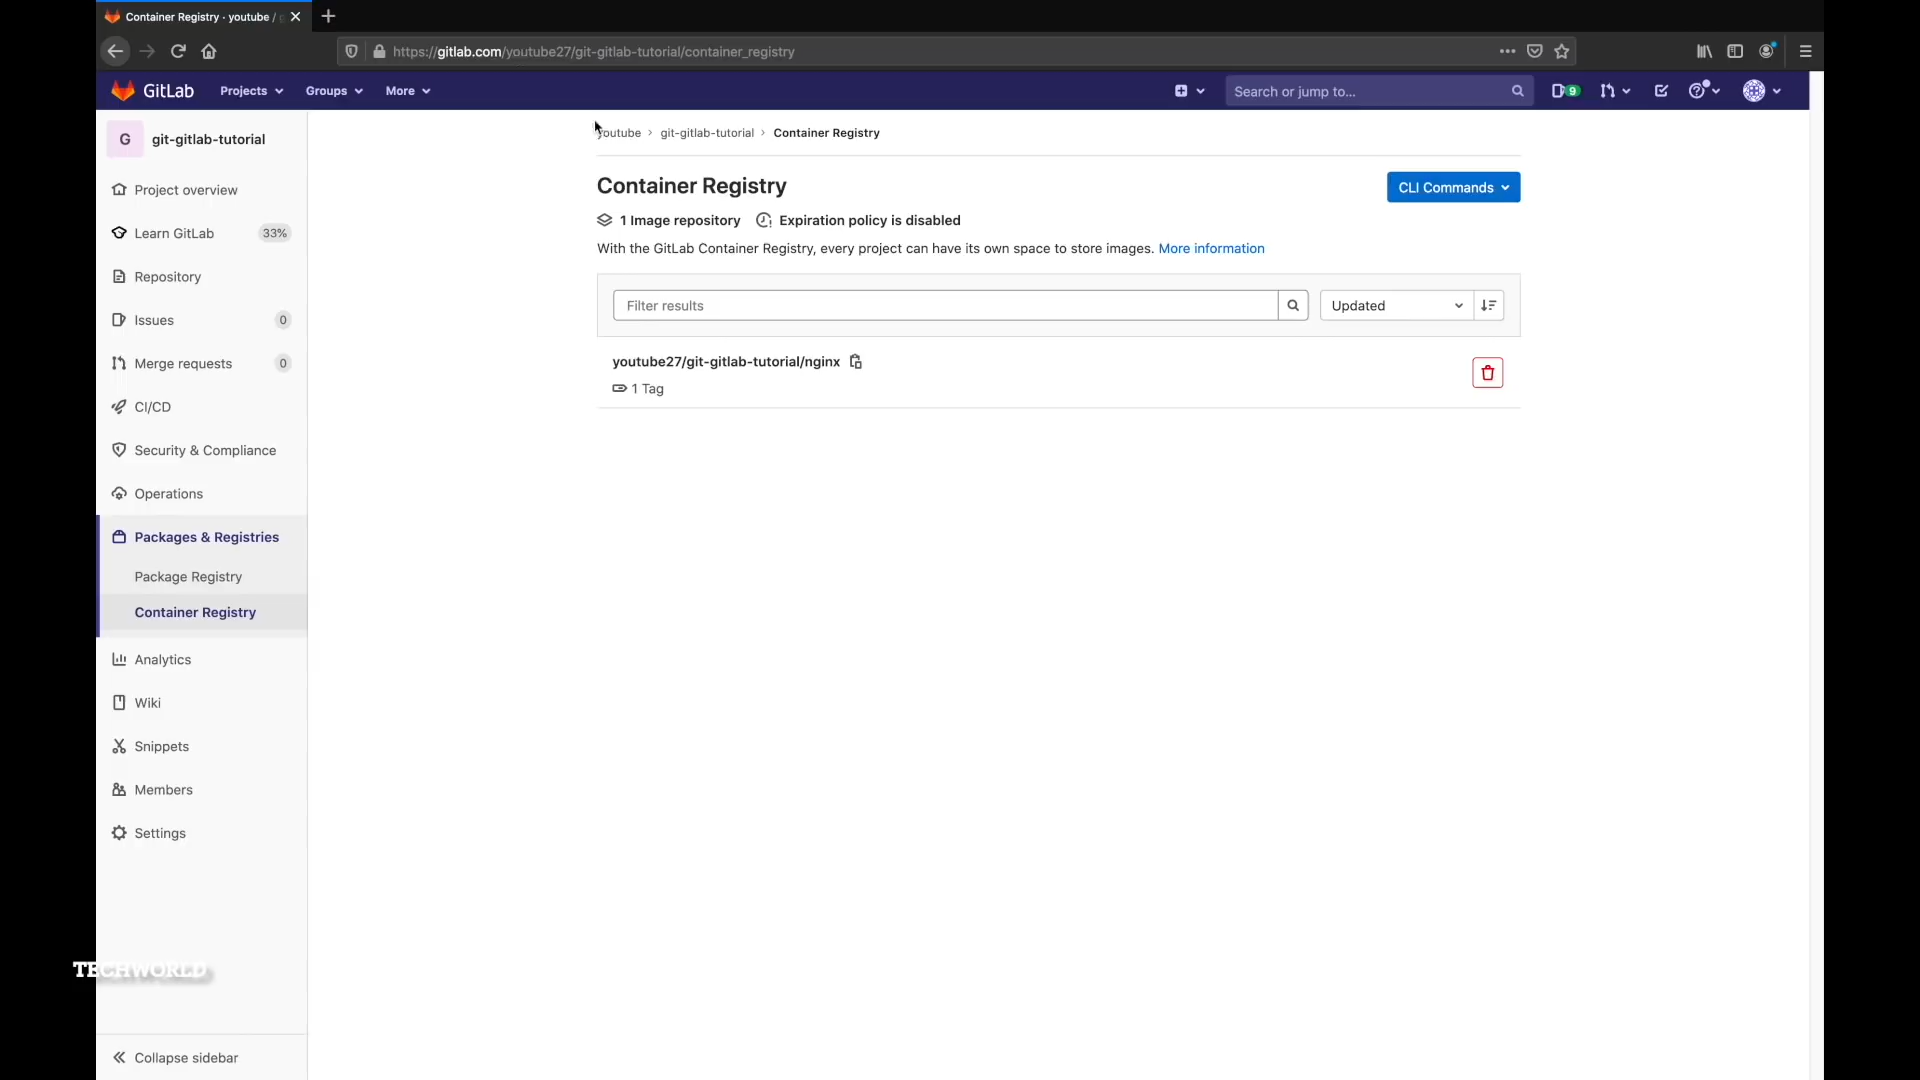 Container Registry · youtube /
https://gitlab.com/youtube27/git-gitlab-tutorial/container_registry
GitLab
Projects
Groups
More
Search or jump to...
9
G
git-gitlab-tutorial
Project overview
Learn GitLab
33%
Repository
Issues
0
Merge requests
0
CI/CD
Security & Compliance
Operations
Packages & Registries
Package Registry
Container Registry
Analytics
Wiki
Snippets
Members
Settings
Collapse sidebar
youtube > git-gitlab-tutorial > Container Registry
Container Registry
CLI Commands
1 Image repository
Expiration policy is disabled
With the GitLab Container Registry, every project can have its own space to store images. More information
Filter results
Updated
youtube27/git-gitlab-tutorial/nginx
1 Tag
TECHWORLD